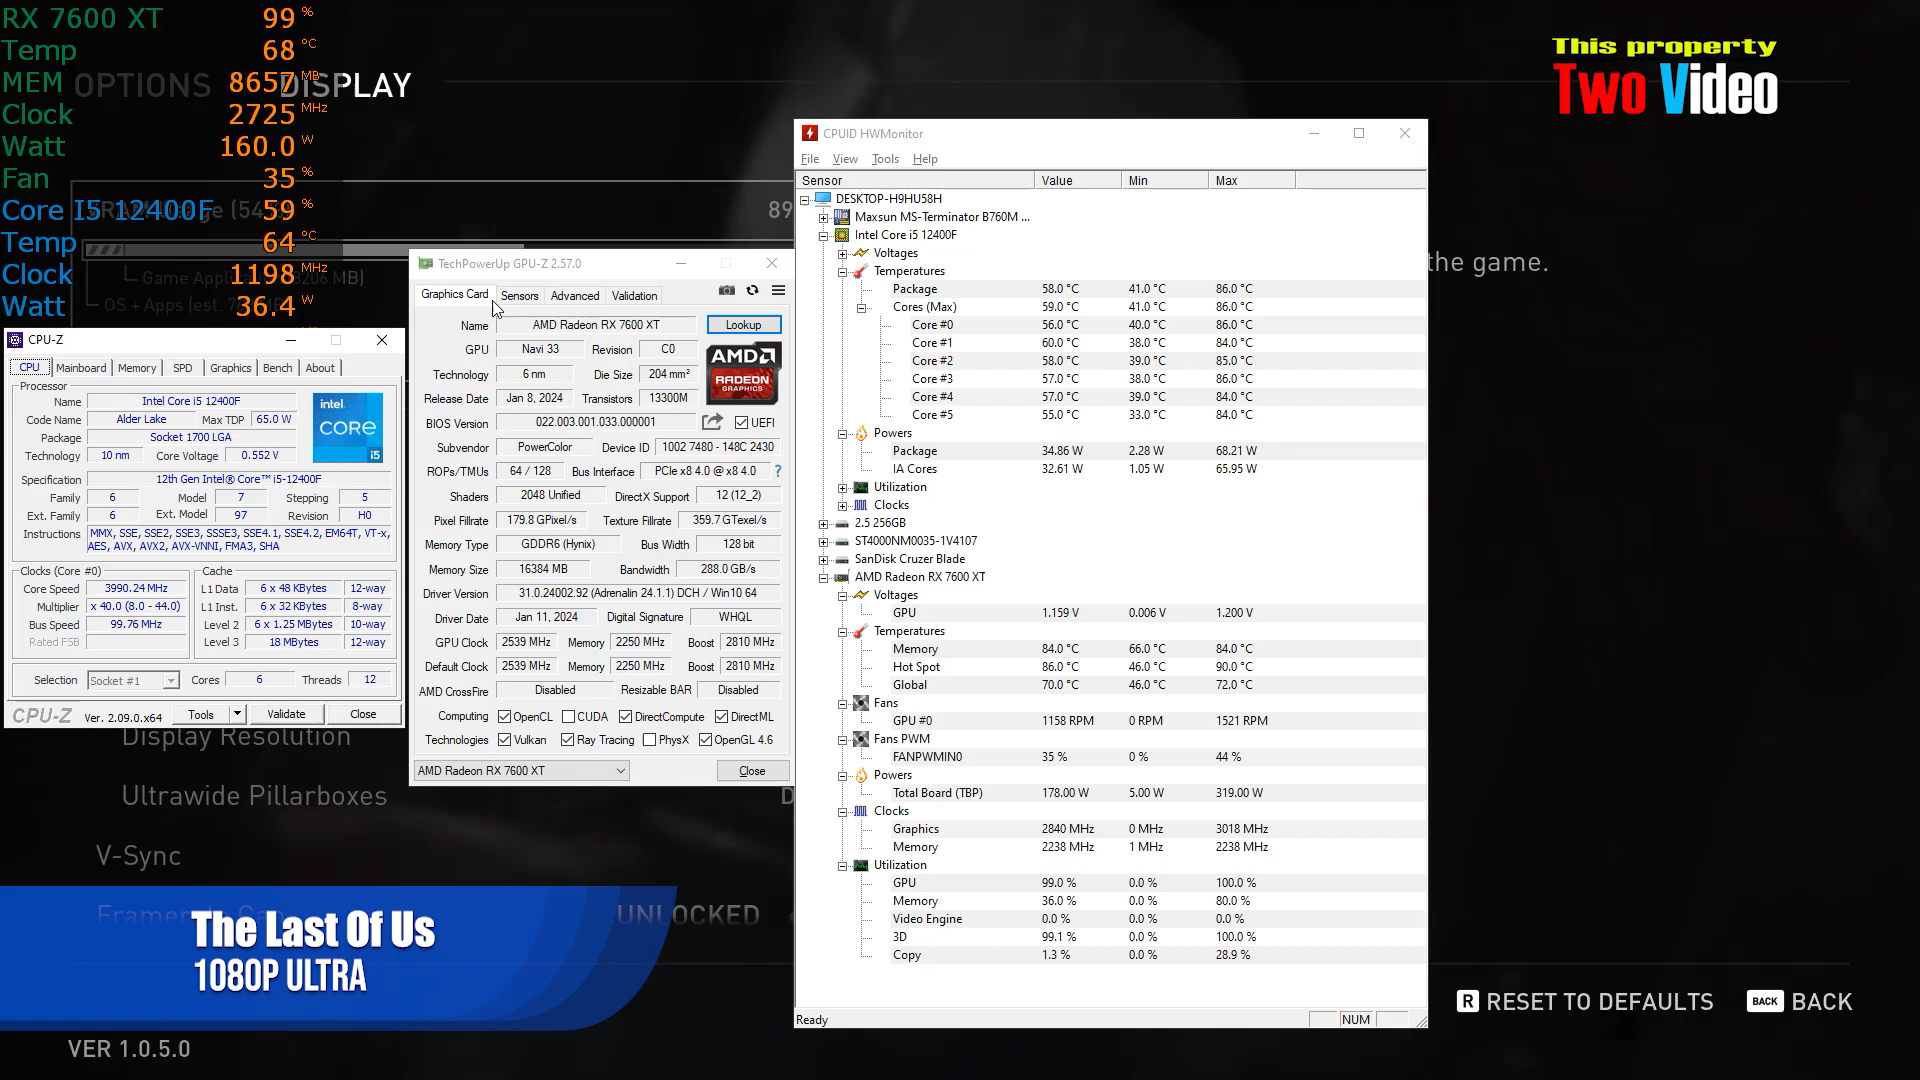 RX 7600 XT 99 %
Temp 68 °C
MEM 8657 MB
Clock 2725 MHz
Watt 160.0 W
Fan 35 %
Core I5 12400F 59 %
Temp 64 °C
Clock 1198 MHz
Watt 36.4 W
OPTIONS DISPLAY
This property
Two Video
89
Game Applica
OS + Apps (est. 7
the game.
CPU-Z
CPU Mainboard Memory SPD Graphics Bench About
Processor
Name Intel Core i5 12400F
Code Name Alder Lake Max TDP 65.0 W
Package Socket 1700 LGA
Technology 10 nm Core Voltage 0.552 V
intel
CORE
i5
Specification 12th Gen Intel® Core™ i5-12400F
Family 6 Model 7 Stepping 5
Ext. Family 6 Ext. Model 97 Revision H0
Instructions MMX, SSE, SSE2, SSE3, SSSE3, SSE4.1, SSE4.2, EM64T, VT-x,
AES, AVX, AVX2, AVX-VNNI, FMA3, SHA
Clocks (Core #0)
Core Speed 3990.24 MHz
Multiplier x 40.0 (8.0 - 44.0)
Bus Speed 99.76 MHz
Rated FSB
Cache
L1 Data 6 x 48 KBytes 12-way
L1 Inst. 6 x 32 KBytes 8-way
Level 2 6 x 1.25 MBytes 10-way
Level 3 18 MBytes 12-way
Selection Socket #1 Cores 6 Threads 12
CPU-Z Ver. 2.09.0.x64 Tools Validate Close
TechPowerUp GPU-Z 2.57.0
Graphics Card Sensors Advanced Validation
Name AMD Radeon RX 7600 XT Lookup
GPU Navi 33 Revision C0
Technology 6 nm Die Size 204 mm²
Release Date Jan 8, 2024 Transistors 13300M
AMD
RADEON
GRAPHICS
BIOS Version 022.003.001.033.000001 UEFI
Subvendor PowerColor Device ID 1002 7480 - 148C 2430
ROPs/TMUs 64 / 128 Bus Interface PCIe x8 4.0 @ x8 4.0 ?
Shaders 2048 Unified DirectX Support 12 (12_2)
Pixel Fillrate 179.8 GPixel/s Texture Fillrate 359.7 GTexel/s
Memory Type GDDR6 (Hynix) Bus Width 128 bit
Memory Size 16384 MB Bandwidth 288.0 GB/s
Driver Version 31.0.24002.92 (Adrenalin 24.1.1) DCH / Win10 64
Driver Date Jan 11, 2024 Digital Signature WHQL
GPU Clock 2539 MHz Memory 2250 MHz Boost 2810 MHz
Default Clock 2539 MHz Memory 2250 MHz Boost 2810 MHz
AMD CrossFire Disabled Resizable BAR Disabled
Computing OpenCL CUDA DirectCompute DirectML
Technologies Vulkan Ray Tracing PhysX OpenGL 4.6
AMD Radeon RX 7600 XT Close
CPUID HWMonitor
File View Tools Help
Sensor Value Min Max
DESKTOP-H9HU58H
Maxsun MS-Terminator B760M ...
Intel Core i5 12400F
Voltages
Temperatures
Package 58.0 °C 41.0 °C 86.0 °C
Cores (Max) 59.0 °C 41.0 °C 86.0 °C
Core #0 56.0 °C 40.0 °C 86.0 °C
Core #1 60.0 °C 38.0 °C 84.0 °C
Core #2 58.0 °C 39.0 °C 85.0 °C
Core #3 57.0 °C 38.0 °C 86.0 °C
Core #4 57.0 °C 39.0 °C 84.0 °C
Core #5 55.0 °C 33.0 °C 84.0 °C
Powers
Package 34.86 W 2.28 W 68.21 W
IA Cores 32.61 W 1.05 W 65.95 W
Utilization
Clocks
2.5 256GB
ST4000NM0035-1V4107
SanDisk Cruzer Blade
AMD Radeon RX 7600 XT
Voltages
GPU 1.159 V 0.006 V 1.200 V
Temperatures
Memory 84.0 °C 66.0 °C 84.0 °C
Hot Spot 86.0 °C 46.0 °C 90.0 °C
Global 70.0 °C 46.0 °C 72.0 °C
Fans
GPU #0 1158 RPM 0 RPM 1521 RPM
Fans PWM
FANPWMIN0 35 % 0 % 44 %
Powers
Total Board (TBP) 178.00 W 5.00 W 319.00 W
Clocks
Graphics 2840 MHz 0 MHz 3018 MHz
Memory 2238 MHz 1 MHz 2238 MHz
Utilization
GPU 99.0 % 0.0 % 100.0 %
Memory 36.0 % 0.0 % 80.0 %
Video Engine 0.0 % 0.0 % 0.0 %
3D 99.1 % 0.0 % 100.0 %
Copy 1.3 % 0.0 % 28.9 %
Ready NUM
Display Resolution
Ultrawide Pillarboxes D
V-Sync
UNLOCKED
The Last Of Us
1080P ULTRA
R RESET TO DEFAULTS BACK BACK
VER 1.0.5.0